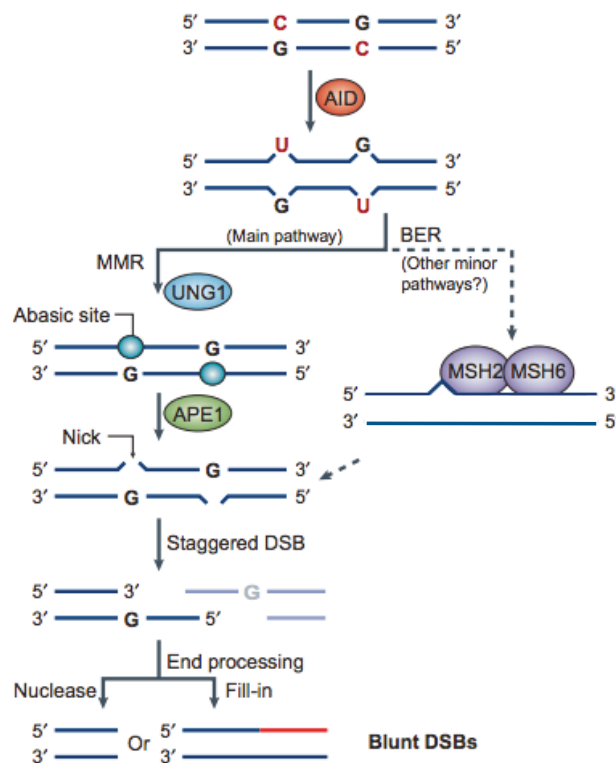 5′ C G 3′
3′ G C 5′
AID
U G
5′ 3′
3′ 5′
G U
(Main pathway) BER
MMR (Other minor
pathways?)
UNG1
Abasic site
5′ G 3′
3′ G 5′
MSH2 MSH6
5′ 3′
3′ 5
APE1
Nick
5′ G 3′
3′ G 5′
Staggered DSB
5′ 3′ G
3′ G 5′
End processing
Nuclease Fill-in
5′ Or 5′ Blunt DSBs
3′ 3′